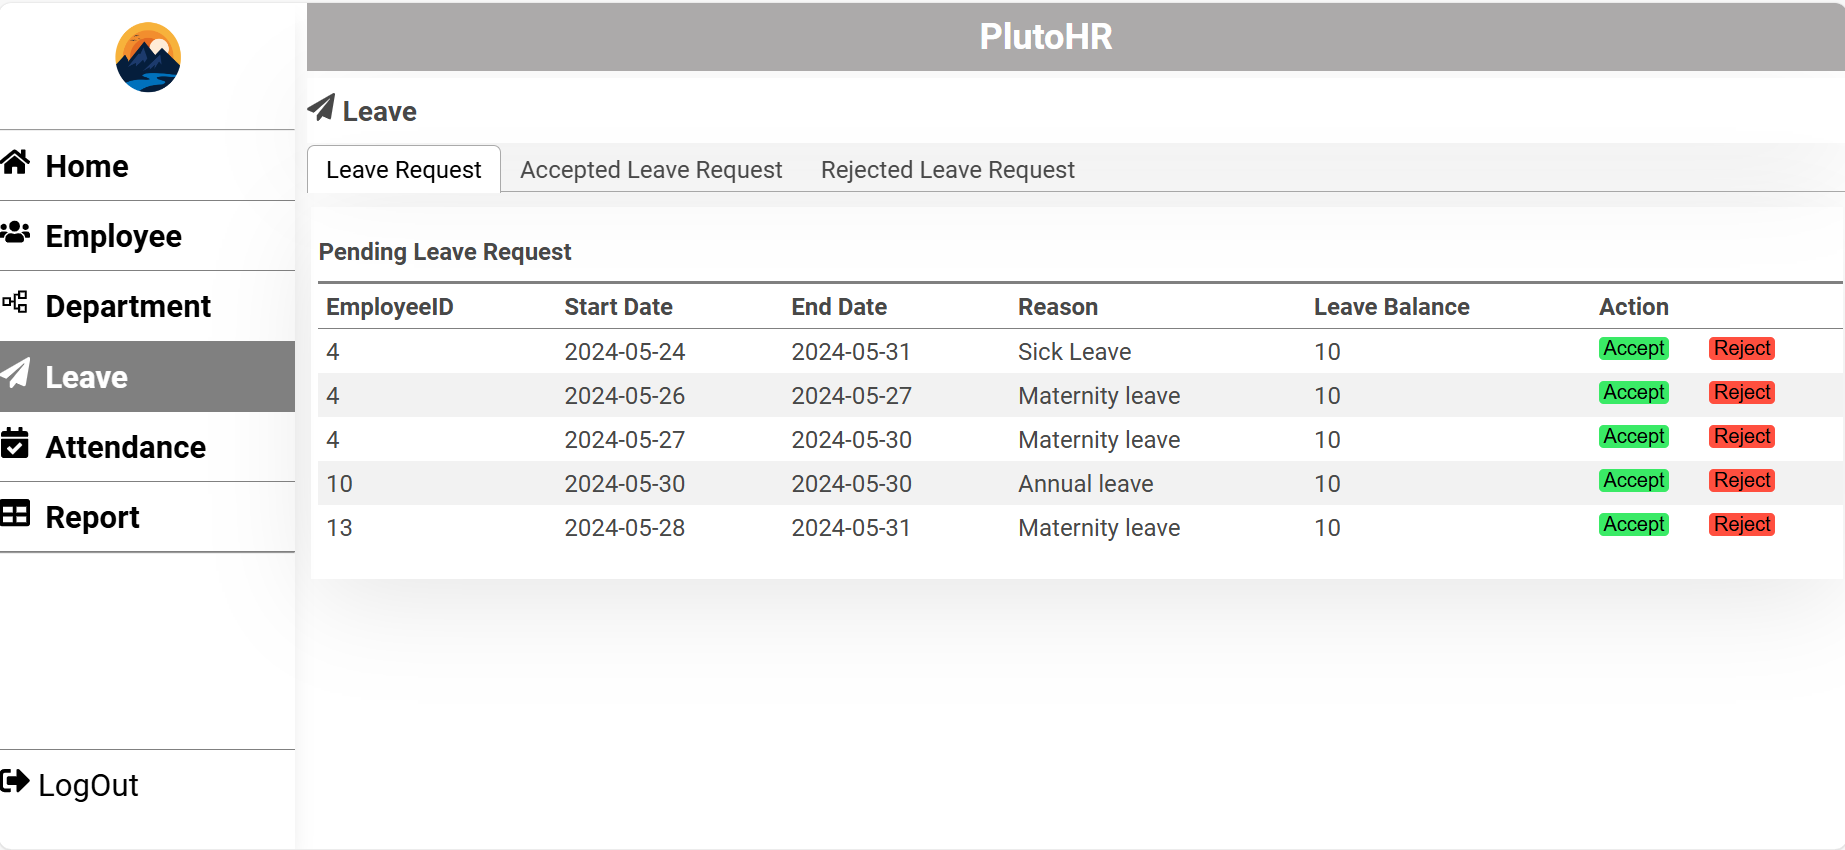 PlutoHR
Home
Employee
Department
Leave
Attendance
Report
LogOut
Leave
Leave Request Accepted Leave Request Rejected Leave Request
Pending Leave Request
EmployeeID Start Date End Date Reason Leave Balance Action
4 2024-05-24 2024-05-31 Sick Leave 10 Accept Reject
4 2024-05-26 2024-05-27 Maternity leave 10 Accept Reject
4 2024-05-27 2024-05-30 Maternity leave 10 Accept Reject
10 2024-05-30 2024-05-30 Annual leave 10 Accept Reject
13 2024-05-28 2024-05-31 Maternity leave 10 Accept Reject